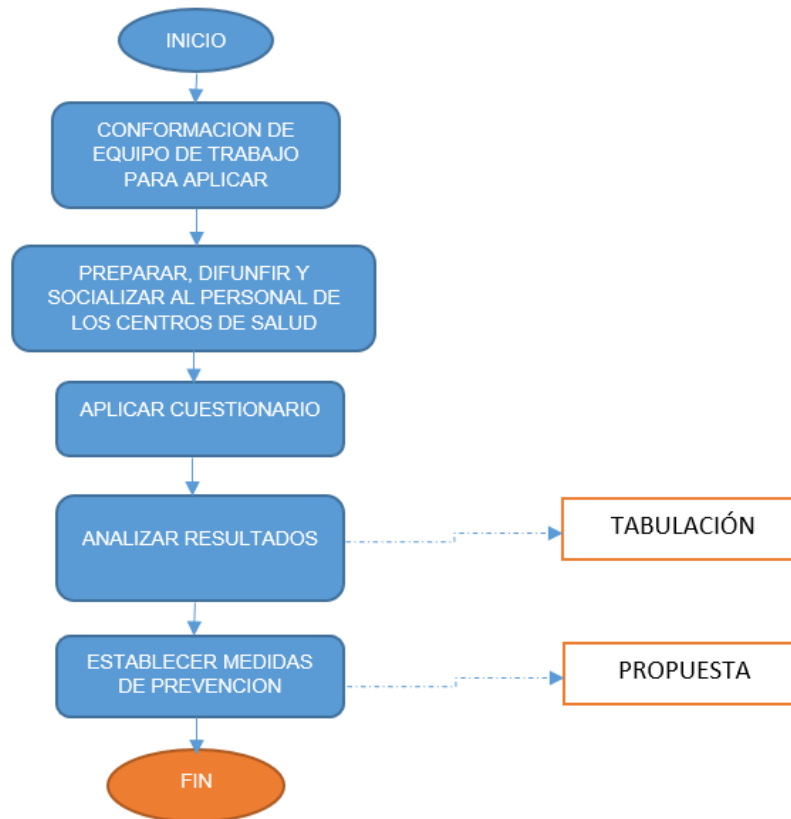 INICIO
CONFORMACION DE
EQUIPO DE TRABAJO
PARA APLICAR
PREPARAR, DIFUNFIR Y
SOCIALIZAR AL PERSONAL DE
LOS CENTROS DE SALUD
APLICAR CUESTIONARIO
ANALIZAR RESULTADOS
TABULACIÓN
ESTABLECER MEDIDAS
DE PREVENCION
PROPUESTA
FIN